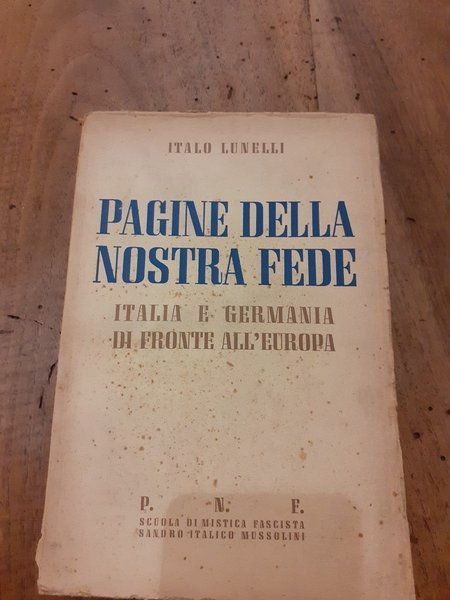 ITALO LUNELLI
PAGINE DELLA
NOSTRA FEDE
ITALIA E GERMANIA
DI FRONTE ALL'EUROPA
P. N. F.
SCUOLA DI MISTICA FASCISTA
SANDRO ITALICO MUSSOLINI